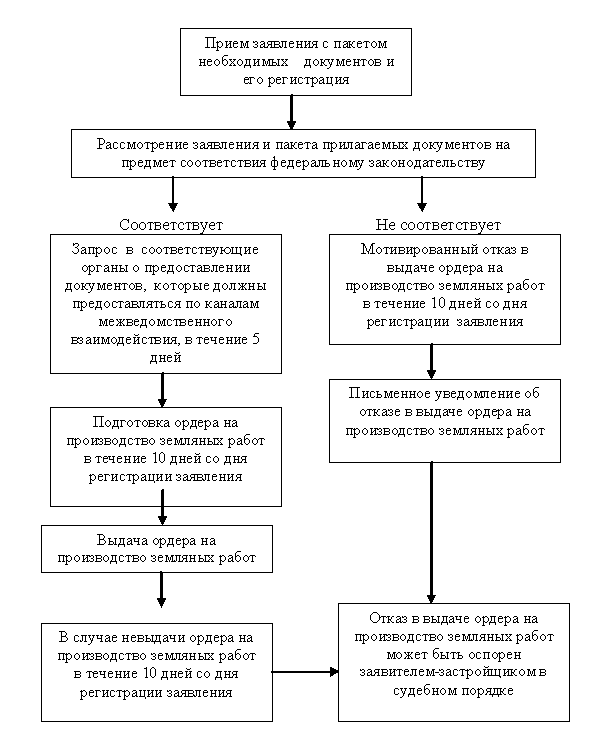 Прием заявления с пакетом
необходимых документов и
его регистрация
Рассмотрение заявления и пакета прилагаемых документов на
предмет соответствия федеральному законодательству
Соответствует
Запрос в соответствующие
органы о предоставлении
документов, которые должны
предоставляться по каналам
межведомственного
взаимодействия, в течение 5
дней
Подготовка ордера на
производство земляных работ
в течение 10 дней со дня
регистрации заявления
Выдача ордера на
производство земляных работ
В случае невыдачи ордера на
производство земляных работ
в течение 10 дней со дня
регистрации заявления
Не соответствует
Мотивированный отказ в
выдаче ордера на
производство земляных работ
в течение 10 дней со дня
регистрации заявления
Письменное уведомление об
отказе в выдаче ордера на
производство земляных работ
Отказ в выдаче ордера на
производство земляных работ
может быть оспорен
заявителем-застройщиком в
судебном порядке